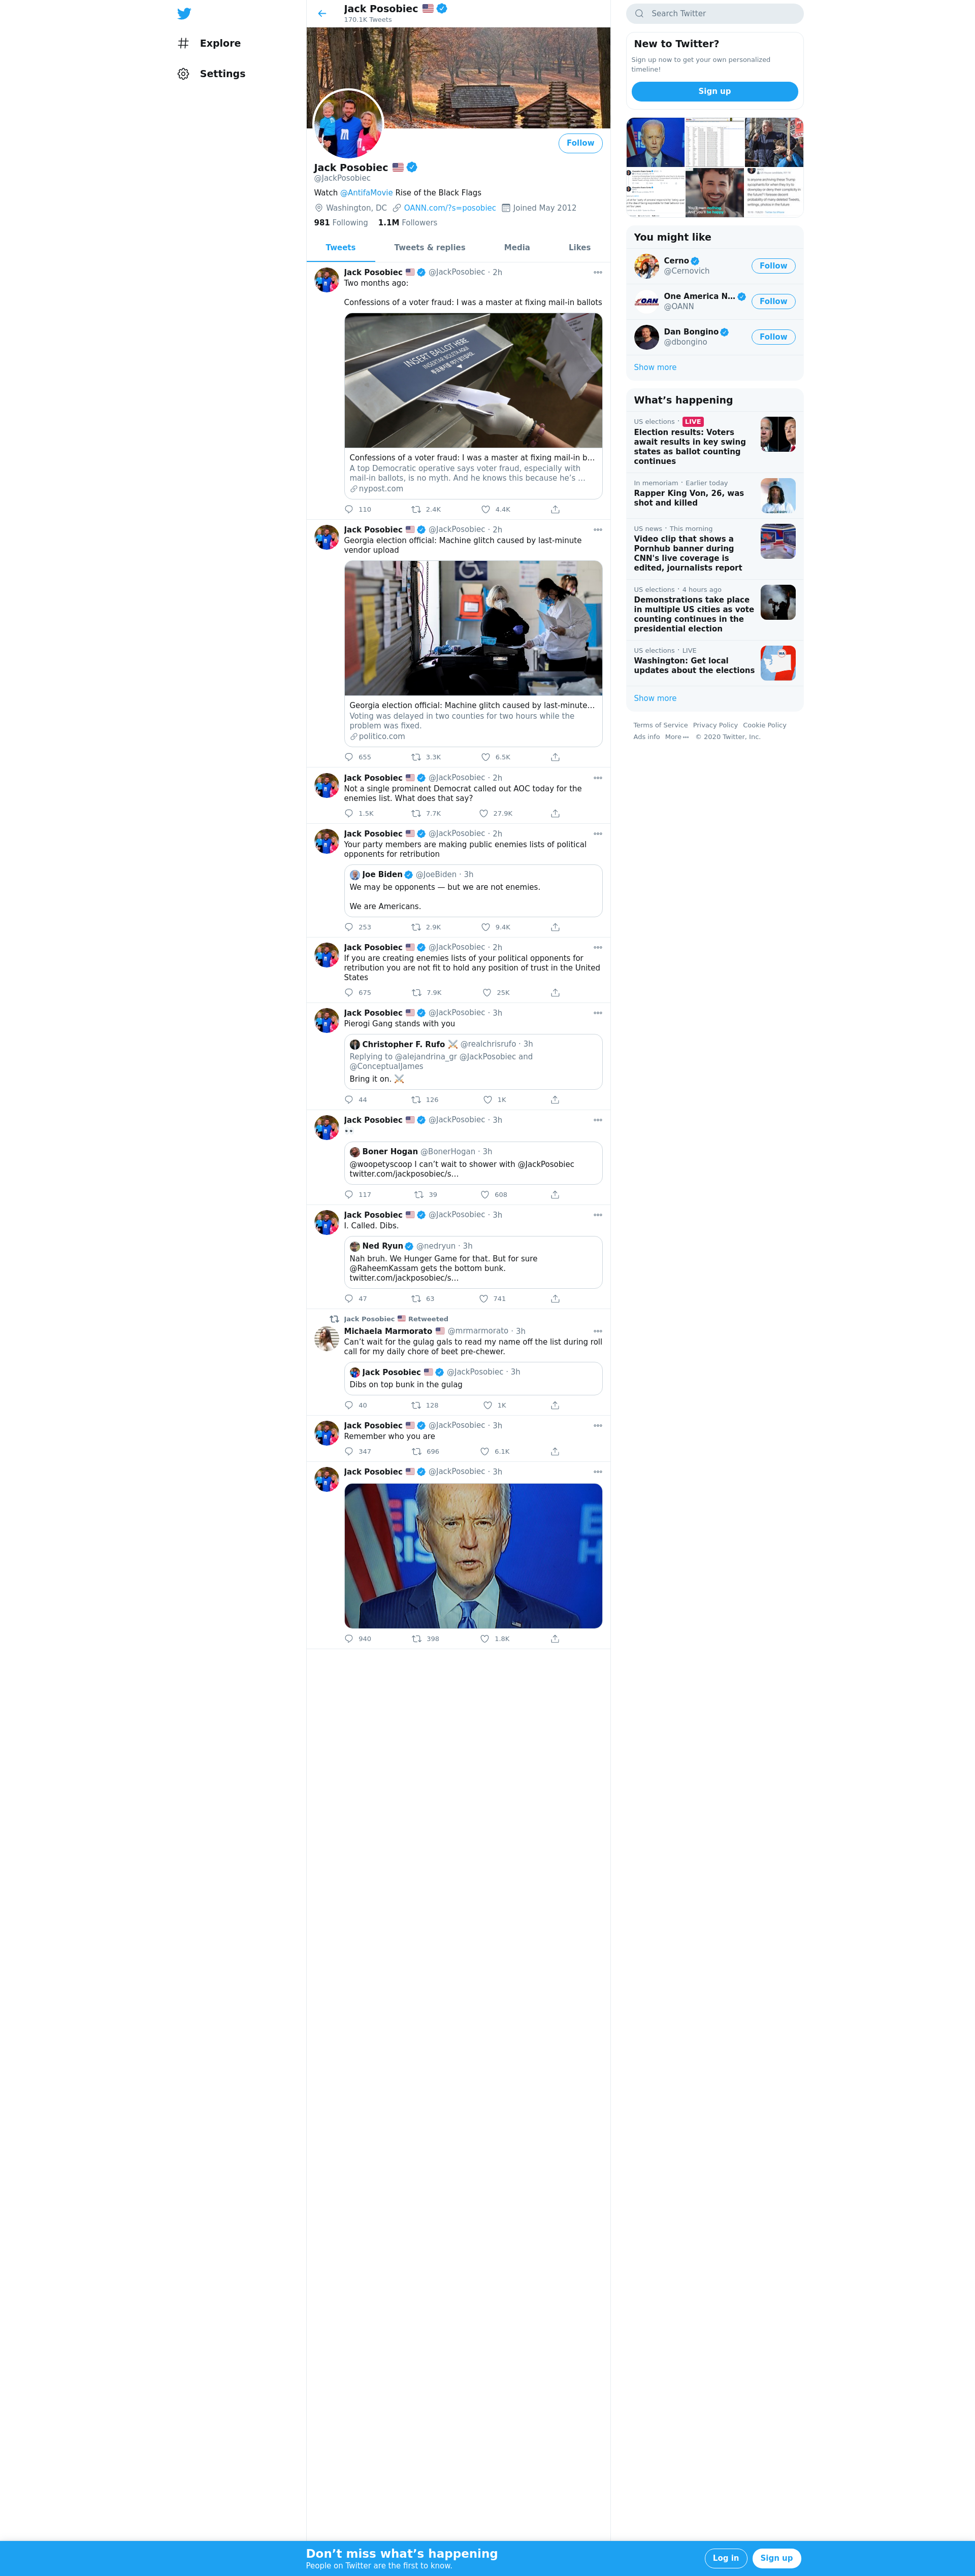 Explore
Settings
Jack Posobiec
170.1K Tweets
Follow
Jack Posobiec
@JackPosobiec
Watch @AntifaMovie Rise of the Black Flags
Washington, DC OANN.com/?s=posobiec Joined May 2012
981 Following 1.1M Followers
Tweets Tweets & replies Media Likes
Jack Posobiec @JackPosobiec · 2h
Two months ago:
Confessions of a voter fraud: I was a master at fixing mail-in ballots
INSERT BALLOT HERE
Confessions of a voter fraud: I was a master at fixing mail-in b...
A top Democratic operative says voter fraud, especially with
mail-in ballots, is no myth. And he knows this because he's ...
nypost.com
110 2.4K 4.4K
Jack Posobiec @JackPosobiec · 2h
Georgia election official: Machine glitch caused by last-minute
vendor upload
Georgia election official: Machine glitch caused by last-minute...
Voting was delayed in two counties for two hours while the
problem was fixed.
politico.com
655 3.3K 6.5K
Jack Posobiec @JackPosobiec · 2h
Not a single prominent Democrat called out AOC today for the
enemies list. What does that say?
1.5K 7.7K 27.9K
Jack Posobiec @JackPosobiec · 2h
Your party members are making public enemies lists of political
opponents for retribution
Joe Biden @JoeBiden · 3h
We may be opponents — but we are not enemies.
We are Americans.
253 2.9K 9.4K
Jack Posobiec @JackPosobiec · 2h
If you are creating enemies lists of your political opponents for
retribution you are not fit to hold any position of trust in the United
States
675 7.9K 25K
Jack Posobiec @JackPosobiec · 3h
Pierogi Gang stands with you
Christopher F. Rufo ⚔ @realchrisrufo · 3h
Replying to @alejandrina_gr @JackPosobiec and
@ConceptualJames
Bring it on. ⚔
44 126 1K
Jack Posobiec @JackPosobiec · 3h
👀
Boner Hogan @BonerHogan · 3h
@woopetyscoop I can't wait to shower with @JackPosobiec
twitter.com/jackposobiec/s...
117 39 608
Jack Posobiec @JackPosobiec · 3h
I. Called. Dibs.
Ned Ryun @nedryun · 3h
Nah bruh. We Hunger Game for that. But for sure
@RaheemKassam gets the bottom bunk.
twitter.com/jackposobiec/s...
47 63 741
Jack Posobiec Retweeted
Michaela Marmorato @mrmarmorato · 3h
Can't wait for the gulag gals to read my name off the list during roll
call for my daily chore of beet pre-chewer.
Jack Posobiec @JackPosobiec · 3h
Dibs on top bunk in the gulag
40 128 1K
Jack Posobiec @JackPosobiec · 3h
Remember who you are
347 696 6.1K
Jack Posobiec @JackPosobiec · 3h
940 398 1.8K
Search Twitter
New to Twitter?
Sign up now to get your own personalized
timeline!
Sign up
You might like
Cerno
@Cernovich
Follow
One America N...
@OANN
Follow
Dan Bongino
@dbongino
Follow
Show more
What's happening
US elections · LIVE
Election results: Voters
await results in key swing
states as ballot counting
continues
In memoriam · Earlier today
Rapper King Von, 26, was
shot and killed
US news · This morning
Video clip that shows a
Pornhub banner during
CNN's live coverage is
edited, journalists report
US elections · 4 hours ago
Demonstrations take place
in multiple US cities as vote
counting continues in the
presidential election
US elections · LIVE
Washington: Get local
updates about the elections
Show more
Terms of Service Privacy Policy Cookie Policy
Ads info More © 2020 Twitter, Inc.
Don't miss what's happening
People on Twitter are the first to know.
Log in
Sign up